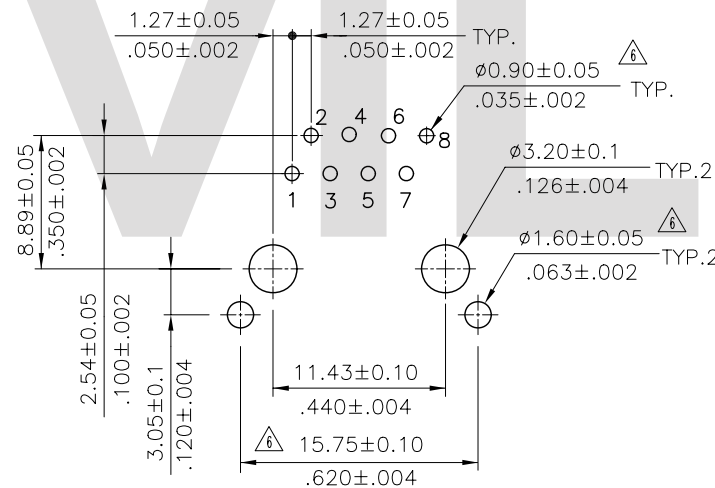 VIL
1.27±0.05
.050±.002
1.27±0.05
.050±.002
TYP.
6
ø0.90±0.05
.035±.002
TYP.
2 4 6 8
1 3 5 7
ø3.20±0.1
.126±.004
TYP.2
6
ø1.60±0.05
.063±.002
TYP.2
8.89±0.05
.350±.002
2.54±0.05
.100±.002
3.05±0.1
.120±.004
11.43±0.10
.440±.004
6
15.75±0.10
.620±.004